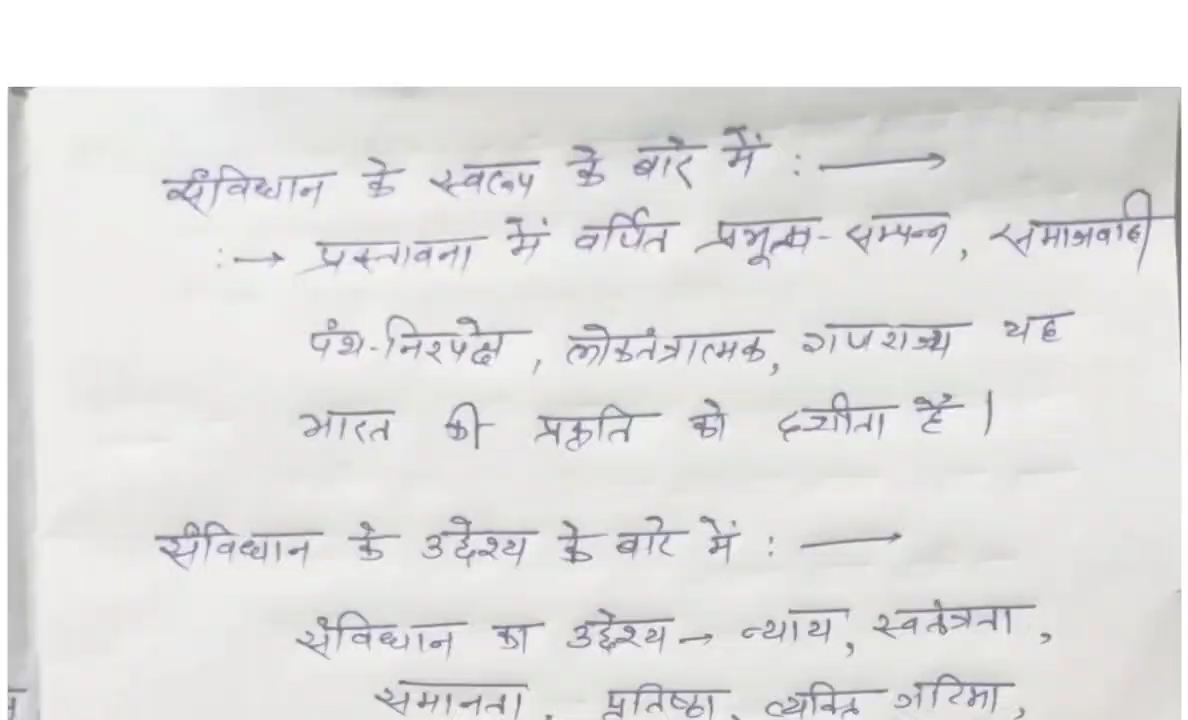 संविधान के स्वरूप के बारे में : →
:→ प्रस्तावना में वर्णित प्रभुत्व-सम्पन्न, समाजवादी
पंथ-निरपेक्ष, लोकतंत्रात्मक, गणराज्य यह
भारत की प्रकृति को दर्शाता है।
संविधान के उद्देश्य के बारे में : →
संविधान का उद्देश्य → न्याय, स्वतंत्रता,
समानता, प्रतिष्ठा, व्यक्ति गरिमा,